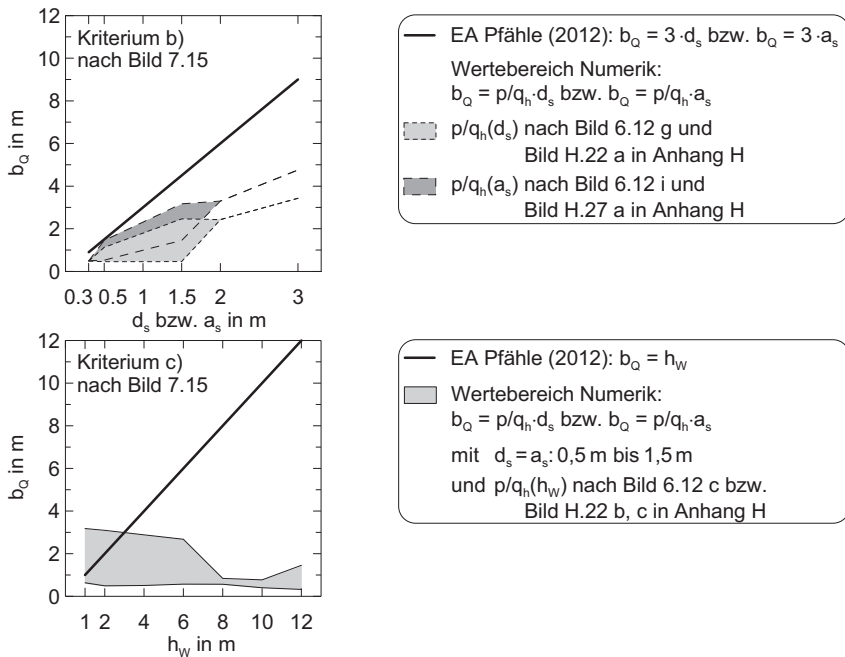 Kriterium b)
nach Bild 7.15
b_Q in m
12
10
8
6
4
2
0
0.3 0.5 1 1.5 2 3
d_s bzw. a_s in m
EA Pfähle (2012): b_Q = 3·d_s bzw. b_Q = 3·a_s
Wertebereich Numerik:
b_Q = p/q_h·d_s bzw. b_Q = p/q_h·a_s
p/q_h(d_s) nach Bild 6.12 g und
Bild H.22 a in Anhang H
p/q_h(a_s) nach Bild 6.12 i und
Bild H.27 a in Anhang H
Kriterium c)
nach Bild 7.15
b_Q in m
12
10
8
6
4
2
0
1 2 4 6 8 10 12
h_W in m
EA Pfähle (2012): b_Q = h_W
Wertebereich Numerik:
b_Q = p/q_h·d_s bzw. b_Q = p/q_h·a_s
mit d_s = a_s: 0,5 m bis 1,5 m
und p/q_h(h_W) nach Bild 6.12 c bzw.
Bild H.22 b, c in Anhang H